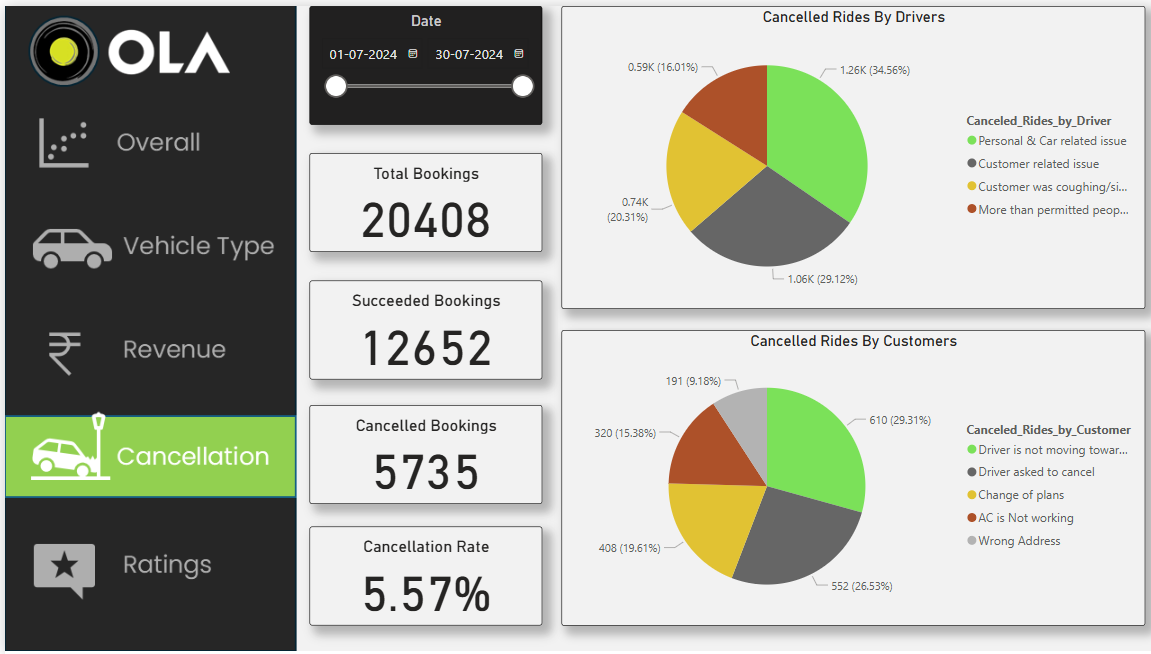 OLA
Overall
Vehicle Type
Revenue
Cancellation
Ratings
Date
01-07-2024 30-07-2024
Total Bookings
20408
Succeeded Bookings
12652
Cancelled Bookings
5735
Cancellation Rate
5.57%
Cancelled Rides By Drivers
0.59K (16.01%)
1.26K (34.56%)
0.74K
(20.31%)
1.06K (29.12%)
Canceled_Rides_by_Driver
Personal & Car related issue
Customer related issue
Customer was coughing/si...
More than permitted peop...
Cancelled Rides By Customers
191 (9.18%)
610 (29.31%)
320 (15.38%)
408 (19.61%)
552 (26.53%)
Canceled_Rides_by_Customer
Driver is not moving towar...
Driver asked to cancel
Change of plans
AC is Not working
Wrong Address